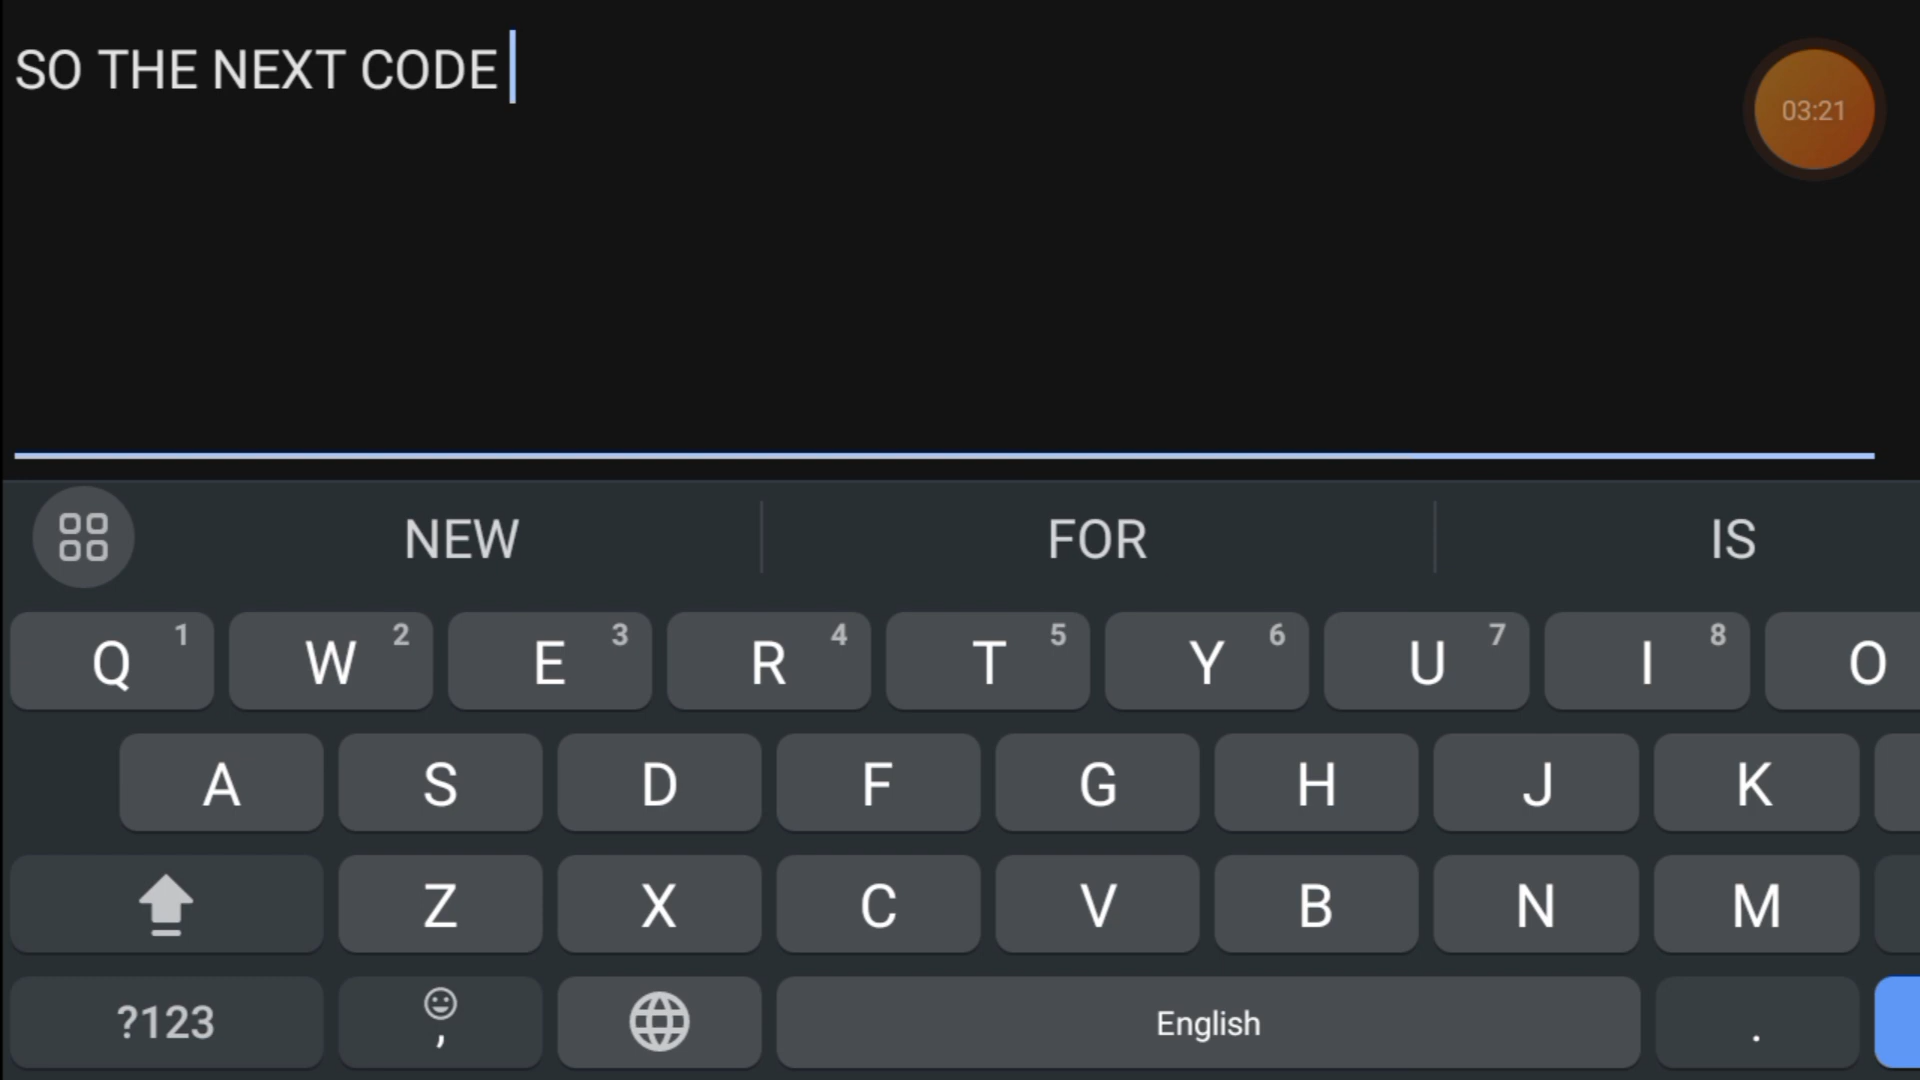 SO THE NEXT CODE
03:21
NEW FOR IS
Q 1 W 2 E 3 R 4 T 5 Y 6 U 7 I 8 O
A S D F G H J K
Z X C V B N M
?123 , English .